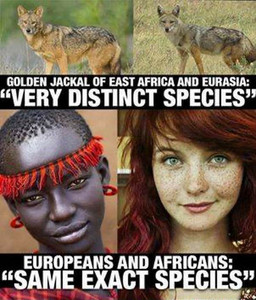 GOLDEN JACKAL OF EAST AFRICA AND EURASIA:
“VERY DISTINCT SPECIES”
EUROPEANS AND AFRICANS:
“SAME EXACT SPECIES”